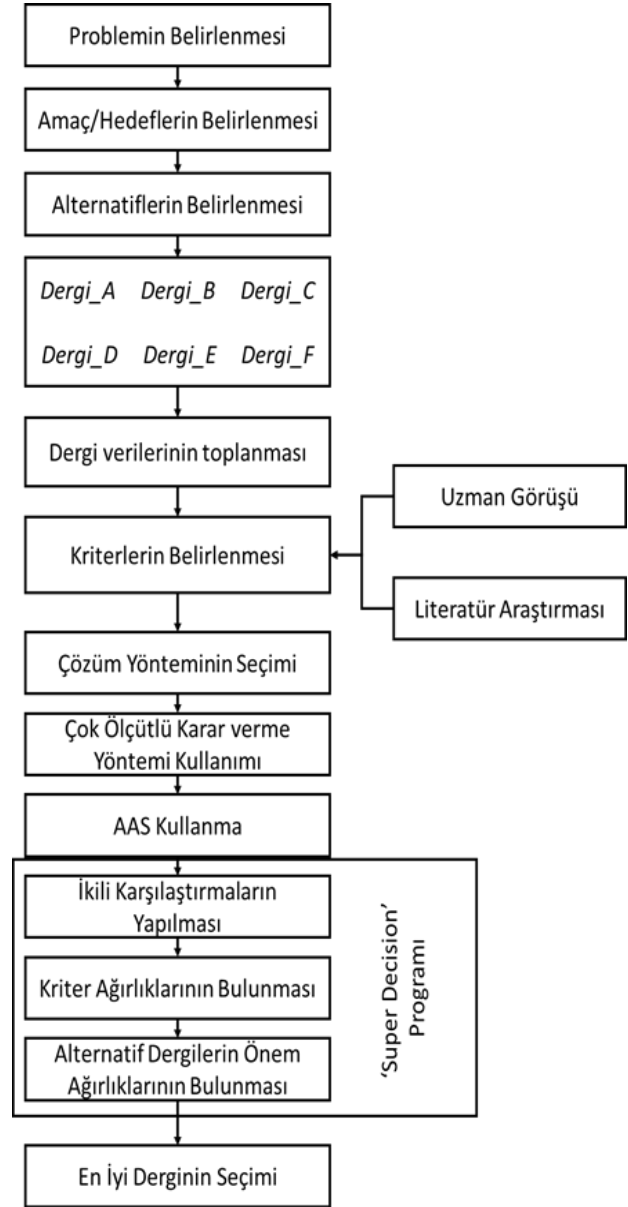 Problemin Belirlenmesi
Amaç/Hedeflerin Belirlenmesi
Alternatiflerin Belirlenmesi
Dergi_A Dergi_B Dergi_C
Dergi_D Dergi_E Dergi_F
Dergi verilerinin toplanması
Uzman Görüşü
Kriterlerin Belirlenmesi
Literatür Araştırması
Çözüm Yönteminin Seçimi
Çok Ölçütlü Karar verme
Yöntemi Kullanımı
AAS Kullanma
İkili Karşılaştırmaların
Yapılması
Kriter Ağırlıklarının Bulunması
Alternatif Dergilerin Önem
Ağırlıklarının Bulunması
'Super Decision'
Programı
En İyi Derginin Seçimi